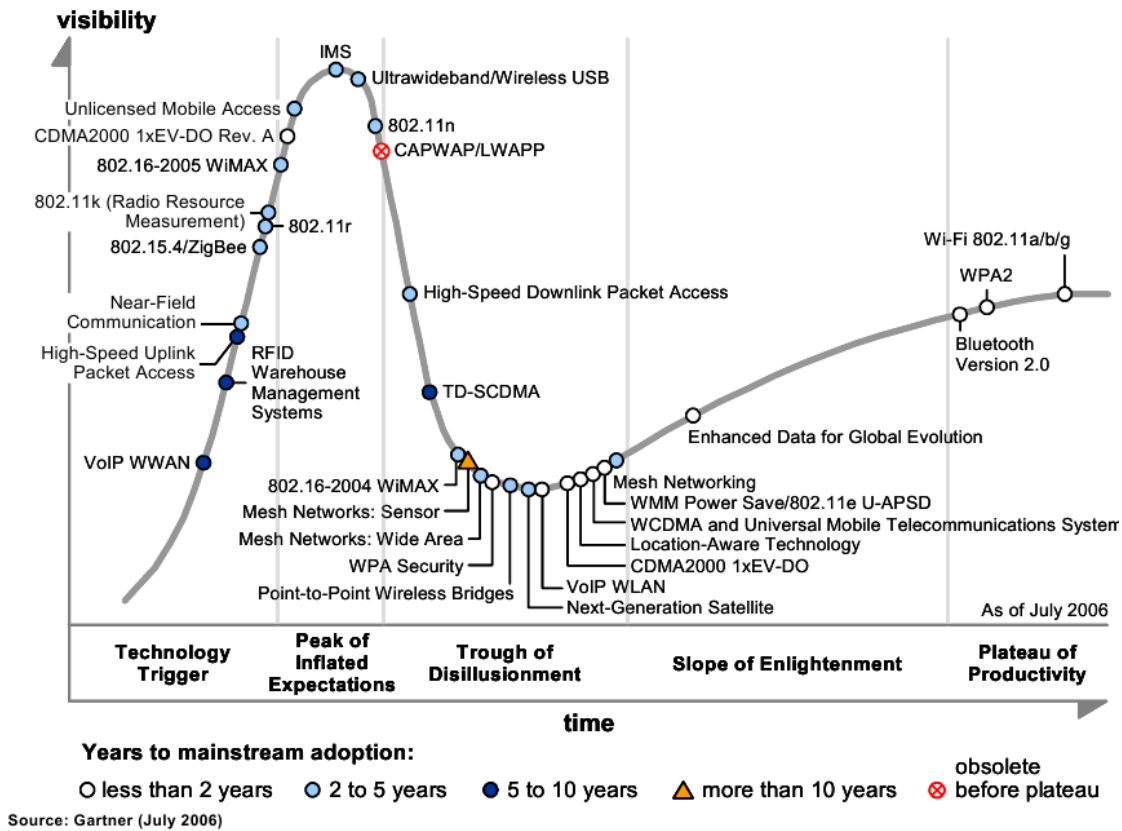 visibility
IMS
Ultrawideband/Wireless USB
Unlicensed Mobile Access
802.11n
CDMA2000 1xEV-DO Rev. A
CAPWAP/LWAPP
802.16-2005 WiMAX
802.11k (Radio Resource
Measurement)
802.11r
802.15.4/ZigBee
Wi-Fi 802.11a/b/g
WPA2
High-Speed Downlink Packet Access
Near-Field
Communication
Bluetooth
Version 2.0
High-Speed Uplink
Packet Access
RFID
Warehouse
Management
Systems
TD-SCDMA
Enhanced Data for Global Evolution
VoIP WWAN
802.16-2004 WiMAX
Mesh Networking
Mesh Networks: Sensor
WMM Power Save/802.11e U-APSD
WCDMA and Universal Mobile Telecommunications System
Mesh Networks: Wide Area
Location-Aware Technology
WPA Security
CDMA2000 1xEV-DO
Point-to-Point Wireless Bridges
VoIP WLAN
Next-Generation Satellite
As of July 2006
Technology
Trigger
Peak of
Inflated
Expectations
Trough of
Disillusionment
Slope of Enlightenment
Plateau of
Productivity
time
Years to mainstream adoption:
less than 2 years
2 to 5 years
5 to 10 years
more than 10 years
obsolete
before plateau
Source: Gartner (July 2006)